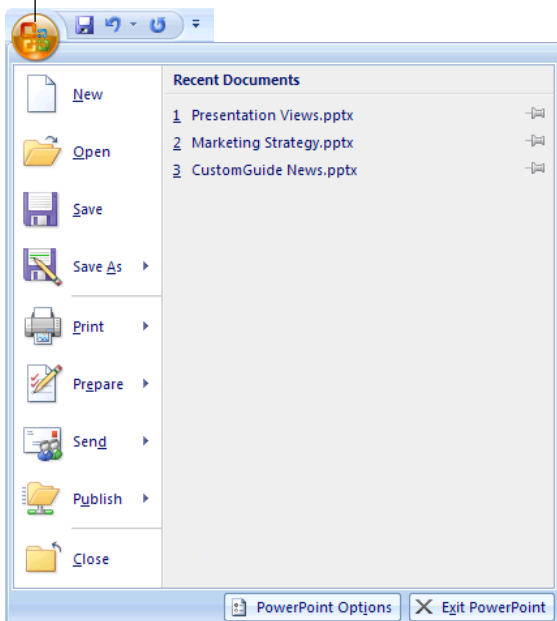 New
Open
Save
Save As
Print
Prepare
Send
Publish
Close
Recent Documents
1 Presentation Views.pptx
2 Marketing Strategy.pptx
3 CustomGuide News.pptx
PowerPoint Options
Exit PowerPoint